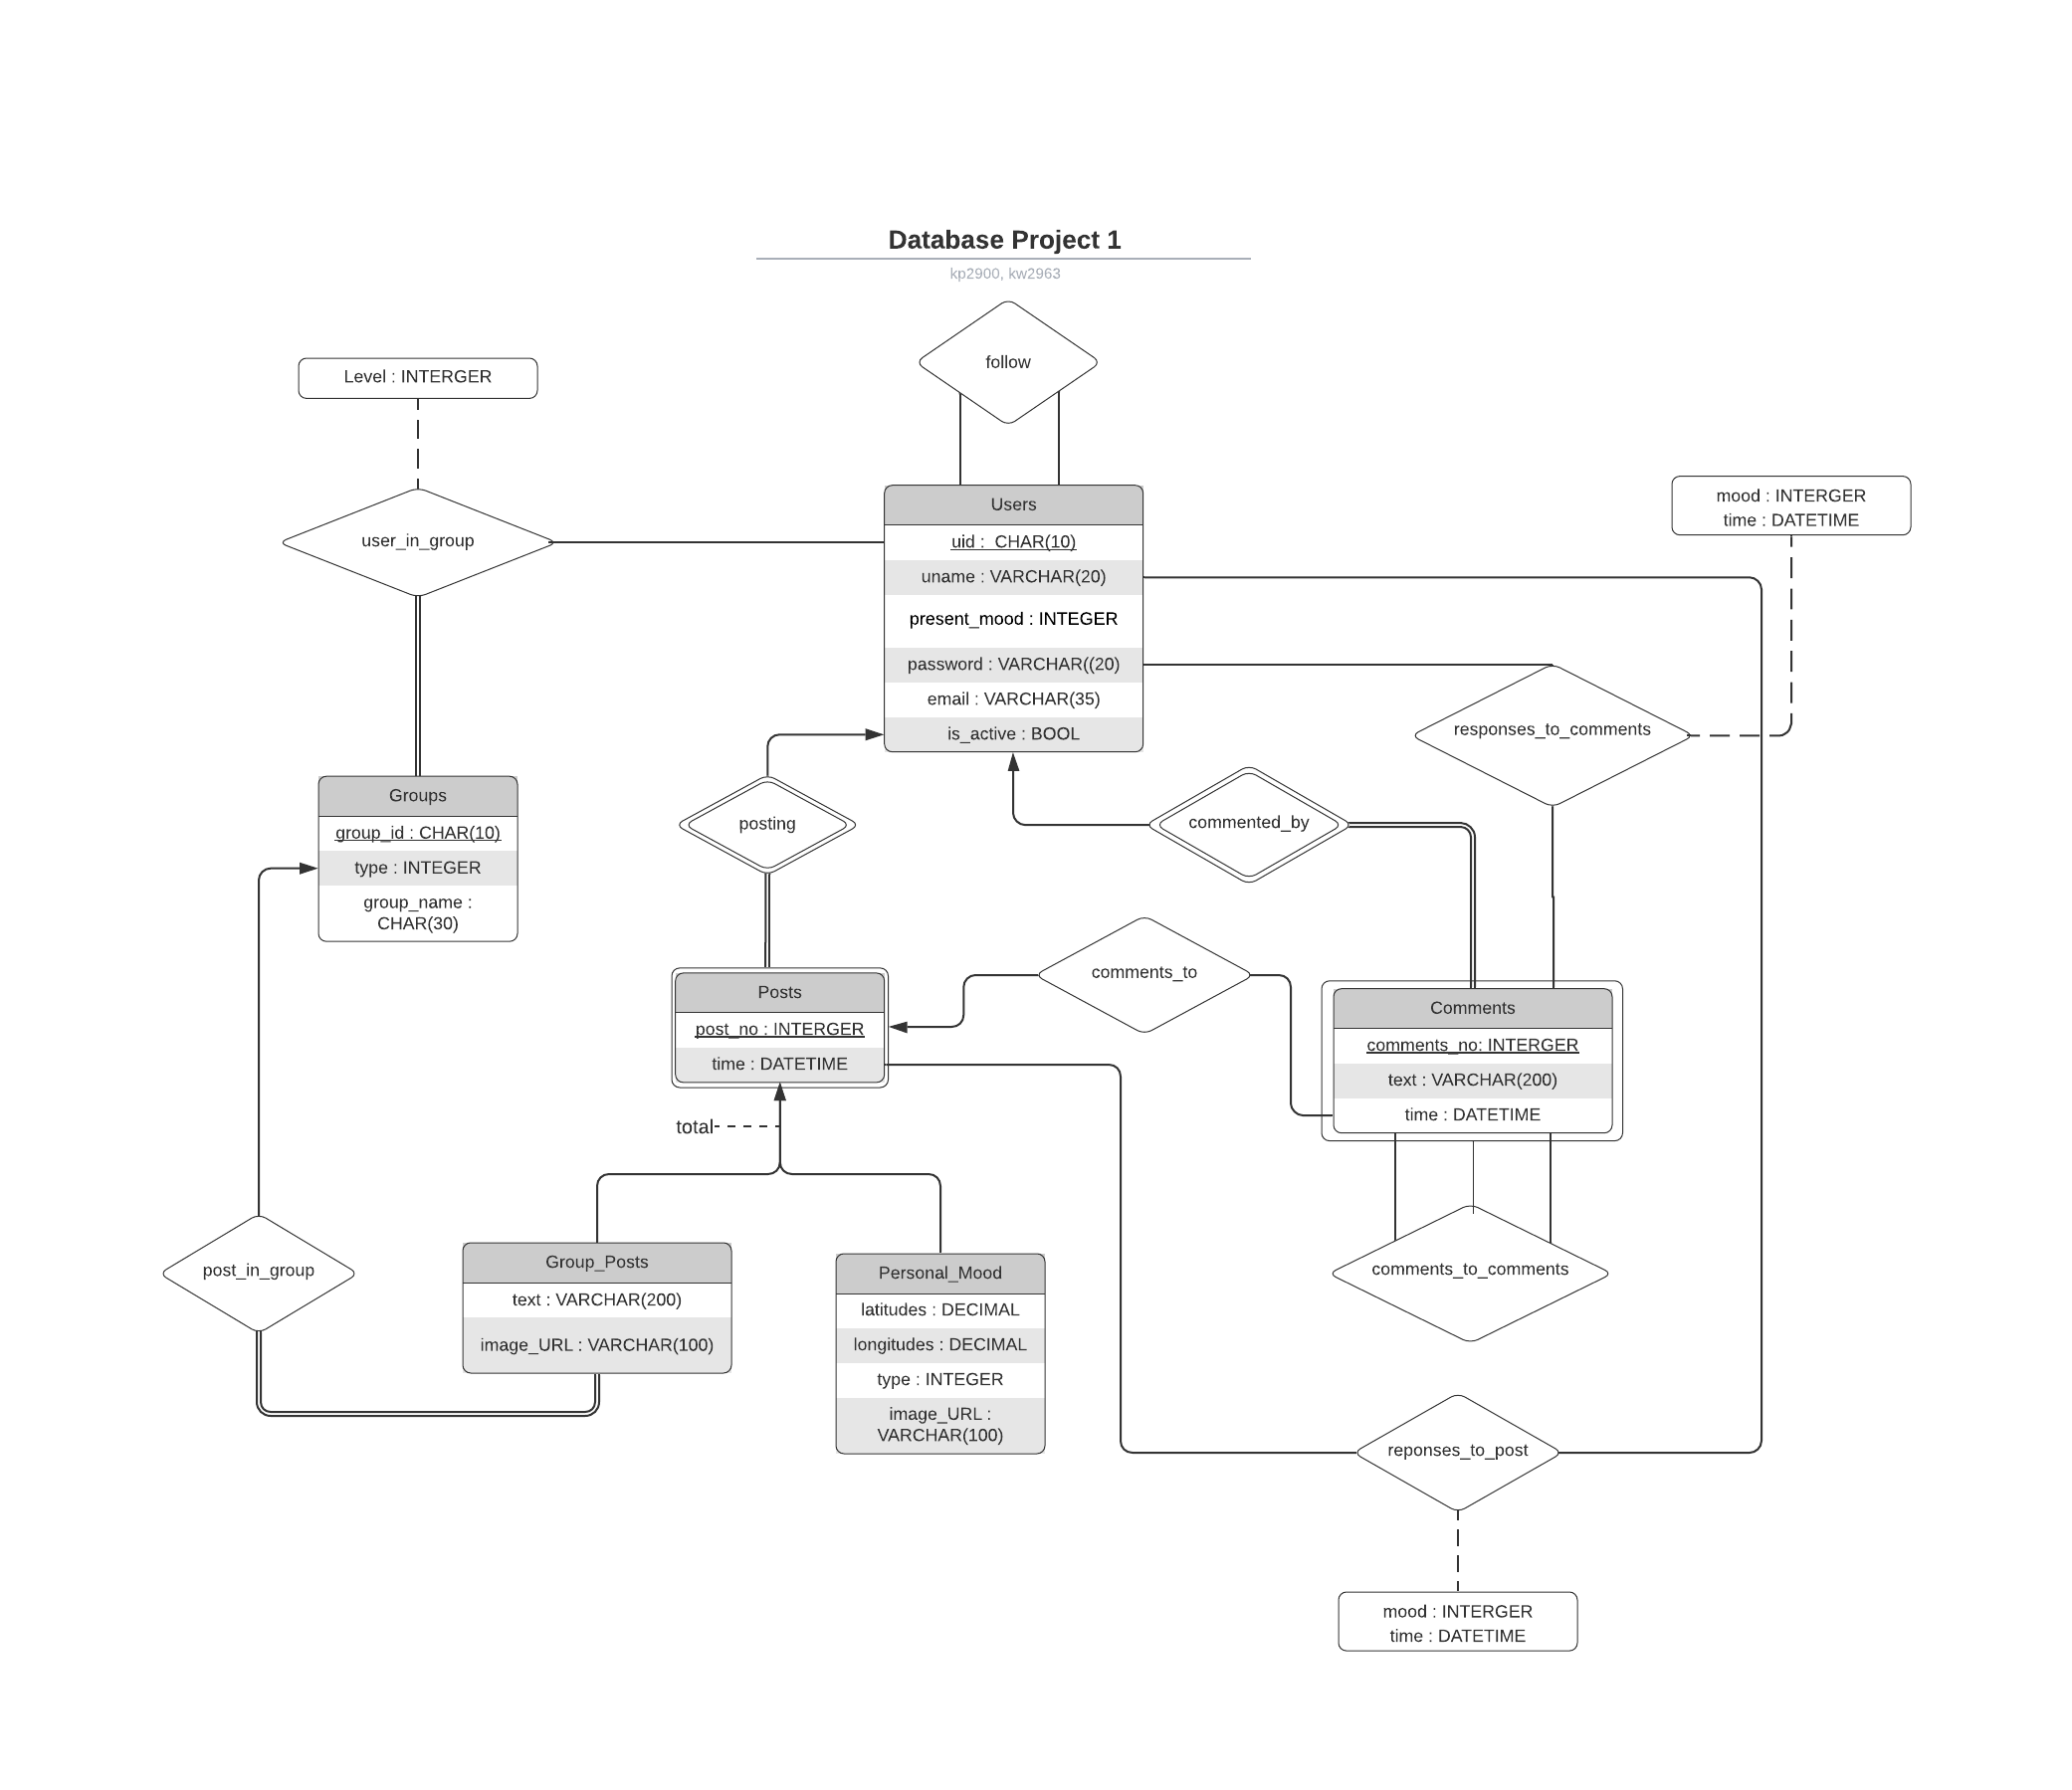 Database Project 1
kp2900, kw2963
follow
Level : INTERGER
user_in_group
Users
uid :  CHAR(10)
uname : VARCHAR(20)
present_mood : INTEGER
password : VARCHAR((20)
email : VARCHAR(35)
is_active : BOOL
mood : INTERGER
time : DATETIME
responses_to_comments
Groups
group_id : CHAR(10)
type : INTEGER
group_name :
CHAR(30)
posting
commented_by
comments_to
Posts
post_no : INTERGER
time : DATETIME
Comments
comments_no: INTERGER
text : VARCHAR(200)
time : DATETIME
total
post_in_group
Group_Posts
text : VARCHAR(200)
image_URL : VARCHAR(100)
Personal_Mood
latitudes : DECIMAL
longitudes : DECIMAL
type : INTEGER
image_URL :
VARCHAR(100)
comments_to_comments
reponses_to_post
mood : INTERGER
time : DATETIME